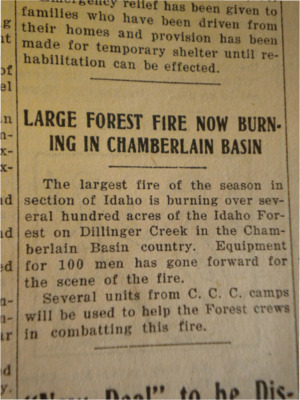 Emergency relief has been given to
families who have been driven from
their homes and provision has been
made for temporary shelter until re-
habilitation can be effected.
LARGE FOREST FIRE NOW BURN-
ING IN CHAMBERLAIN BASIN
The largest fire of the season in
section of Idaho is burning over sev-
eral hundred acres of the Idaho For-
est on Dillinger Creek in the Cham-
berlain Basin country. Equipment
for 100 men has gone forward for
the scene of the fire.
Several units from C. C. C. camps
will be used to help the Forest crews
in combatting this fire.
"New Deal" to be Dis-